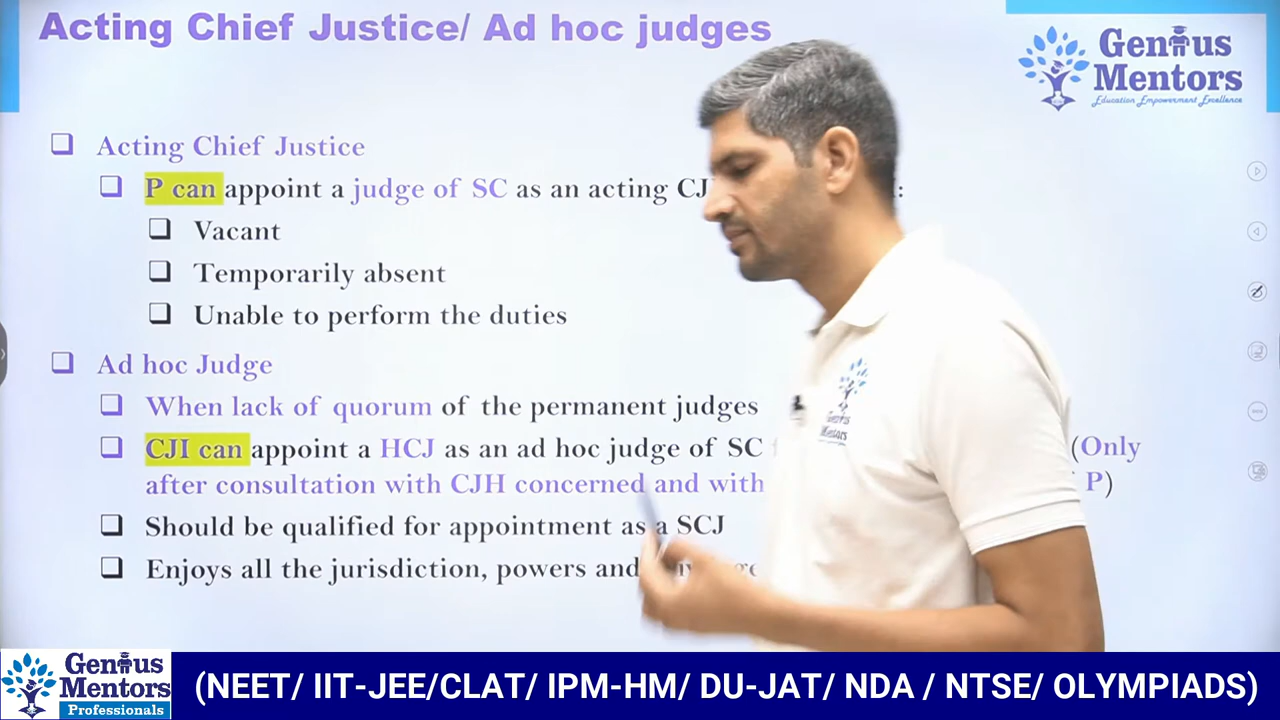 Acting Chief Justice/ Ad hoc judges
Genius
Mentors
Education Empowerment Excellence
Acting Chief Justice
P can appoint a judge of SC as an acting CJ :
Vacant
Temporarily absent
Unable to perform the duties
Ad hoc Judge
When lack of quorum of the permanent judges
CJI can appoint a HCJ as an ad hoc judge of SC (Only
after consultation with CJH concerned and with P)
Should be qualified for appointment as a SCJ
Enjoys all the jurisdiction, powers and
Genius
Mentors
Genius
Mentors
Professionals
(NEET/ IIT-JEE/CLAT/ IPM-HM/ DU-JAT/ NDA / NTSE/ OLYMPIADS)